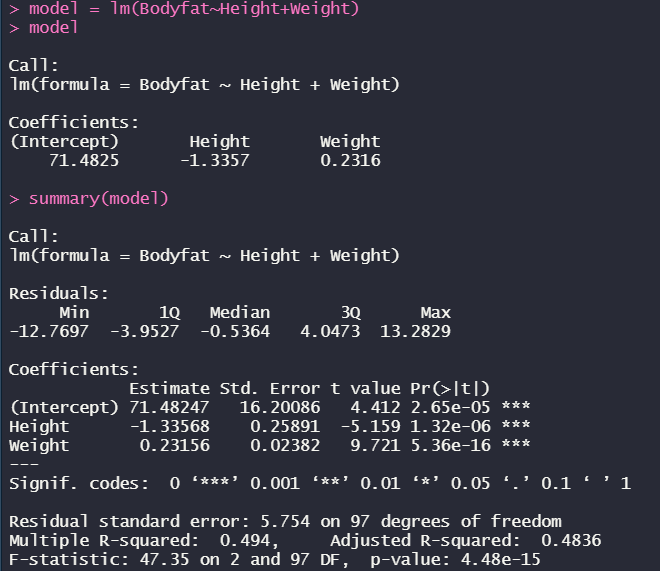 > model = lm(Bodyfat~Height+Weight)
> model
Call:
lm(formula = Bodyfat ~ Height + Weight)
Coefficients:
(Intercept)       Height       Weight
    71.4825      -1.3357       0.2316
> summary(model)
Call:
lm(formula = Bodyfat ~ Height + Weight)
Residuals:
     Min       1Q   Median       3Q      Max
-12.7697  -3.9527  -0.5364   4.0473  13.2829
Coefficients:
            Estimate Std. Error t value Pr(>|t|)
(Intercept) 71.48247   16.20086   4.412 2.65e-05 ***
Height      -1.33568    0.25891  -5.159 1.32e-06 ***
Weight       0.23156    0.02382   9.721 5.36e-16 ***
---
Signif. codes:  0 ‘***’ 0.001 ‘**’ 0.01 ‘*’ 0.05 ‘.’ 0.1 ‘ ’ 1
Residual standard error: 5.754 on 97 degrees of freedom
Multiple R-squared:  0.494,	Adjusted R-squared:  0.4836
F-statistic: 47.35 on 2 and 97 DF,  p-value: 4.48e-15